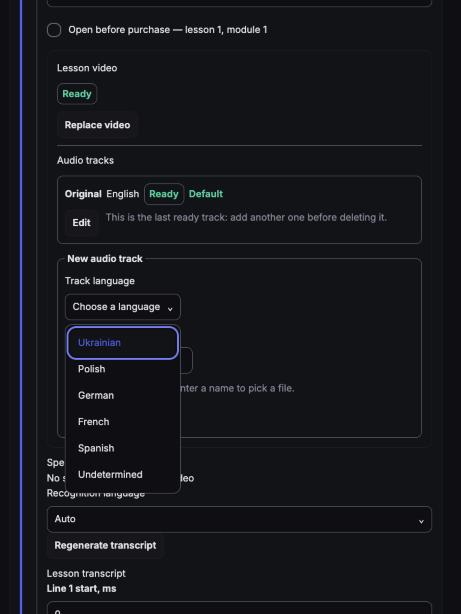 Open before purchase — lesson 1, module 1
Lesson video
Ready
Replace video
Audio tracks
Original English Ready Default
Edit This is the last ready track: add another one before deleting it.
New audio track
Track language
Choose a language
Ukrainian
Polish
nter a name to pick a file.
German
French
Spanish
Undetermined
Spe
No s leo
Recognition language
Auto
Regenerate transcript
Lesson transcript
Line 1 start, ms